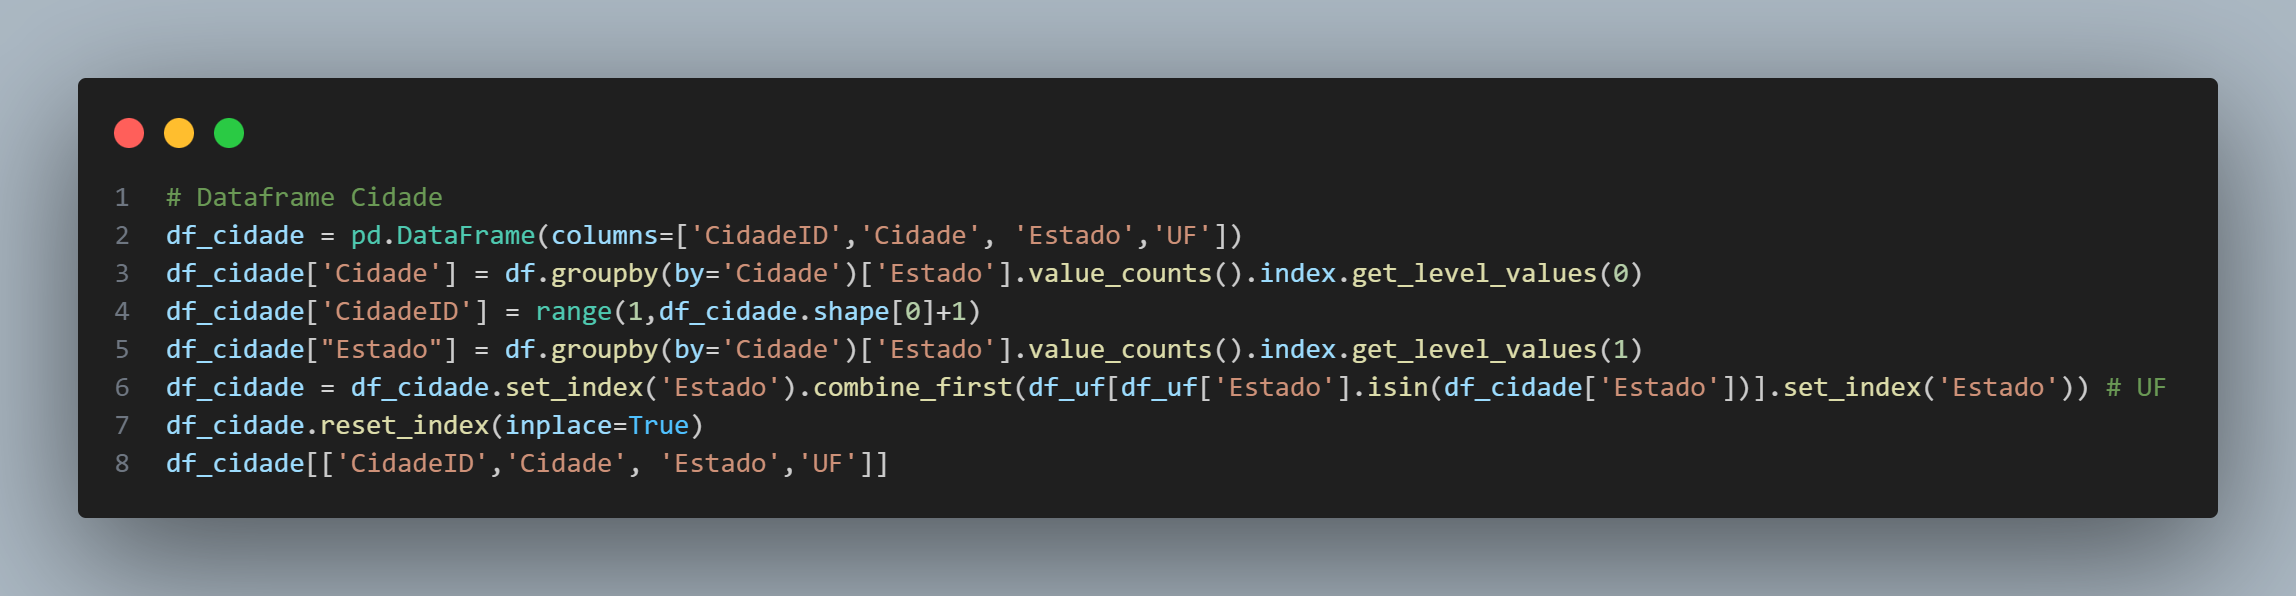 1 # Dataframe Cidade
2 df_cidade = pd.DataFrame(columns=['CidadeID','Cidade', 'Estado','UF'])
3 df_cidade['Cidade'] = df.groupby(by='Cidade')['Estado'].value_counts().index.get_level_values(0)
4 df_cidade['CidadeID'] = range(1,df_cidade.shape[0]+1)
5 df_cidade["Estado"] = df.groupby(by='Cidade')['Estado'].value_counts().index.get_level_values(1)
6 df_cidade = df_cidade.set_index('Estado').combine_first(df_uf[df_uf['Estado'].isin(df_cidade['Estado'])].set_index('Estado')) # UF
7 df_cidade.reset_index(inplace=True)
8 df_cidade[['CidadeID','Cidade', 'Estado','UF']]